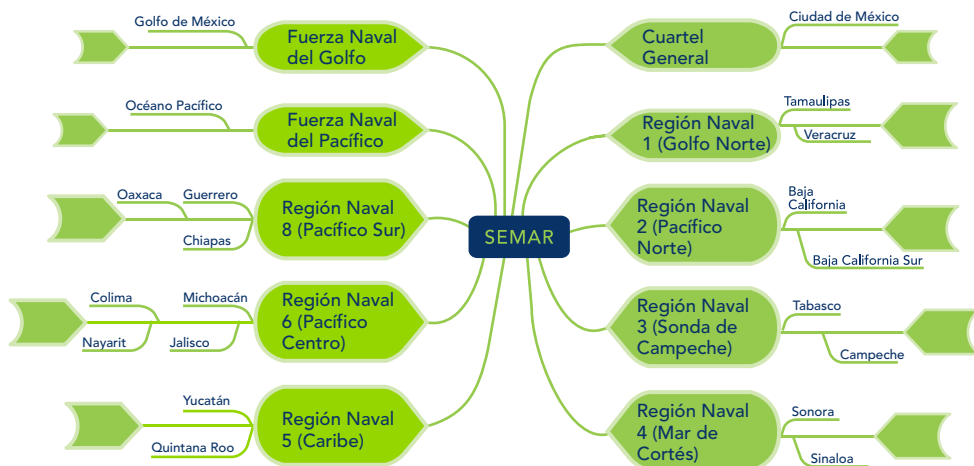 Golfo de México
Fuerza Naval
del Golfo
Océano Pacífico
Fuerza Naval
del Pacífico
Oaxaca
Guerrero
Chiapas
Región Naval
8 (Pacífico Sur)
Colima
Michoacán
Nayarit
Jalisco
Región Naval
6 (Pacífico
Centro)
Yucatán
Quintana Roo
Región Naval
5 (Caribe)
SEMAR
Cuartel
General
Ciudad de México
Región Naval
1 (Golfo Norte)
Tamaulipas
Veracruz
Región Naval
2 (Pacífico
Norte)
Baja
California
Baja California Sur
Región Naval
3 (Sonda de
Campeche)
Tabasco
Campeche
Región Naval
4 (Mar de
Cortés)
Sonora
Sinaloa